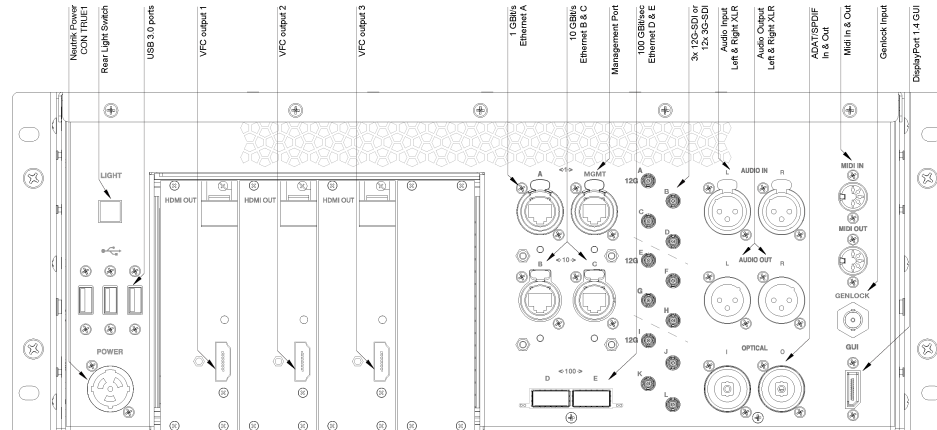 Neutrik Power
CON TRUE1
Rear Light Switch
USB 3.0 ports
VFC output 1
VFC output 2
VFC output 3
1 GBit/s
Ethernet A
10 GBit/s
Ethernet B & C
Management Port
100 GBit/sec
Ethernet D & E
3x 12G-SDI or
12x 3G-SDI
Audio Input
Left & Right XLR
Audio Output
Left & Right XLR
ADAT/SPDIF
In & Out
Midi In & Out
Genlock Input
DisplayPort 1.4 GUI
LIGHT
HDMI OUT
HDMI OUT
HDMI OUT
POWER
A
<1>
MGMT
B
<10>
C
<100>
D
E
A
12G
B
C
D
E
12G
F
G
H
I
12G
J
K
L
AUDIO IN
L
R
AUDIO OUT
L
R
OPTICAL
I
O
MIDI IN
MIDI OUT
GENLOCK
GUI